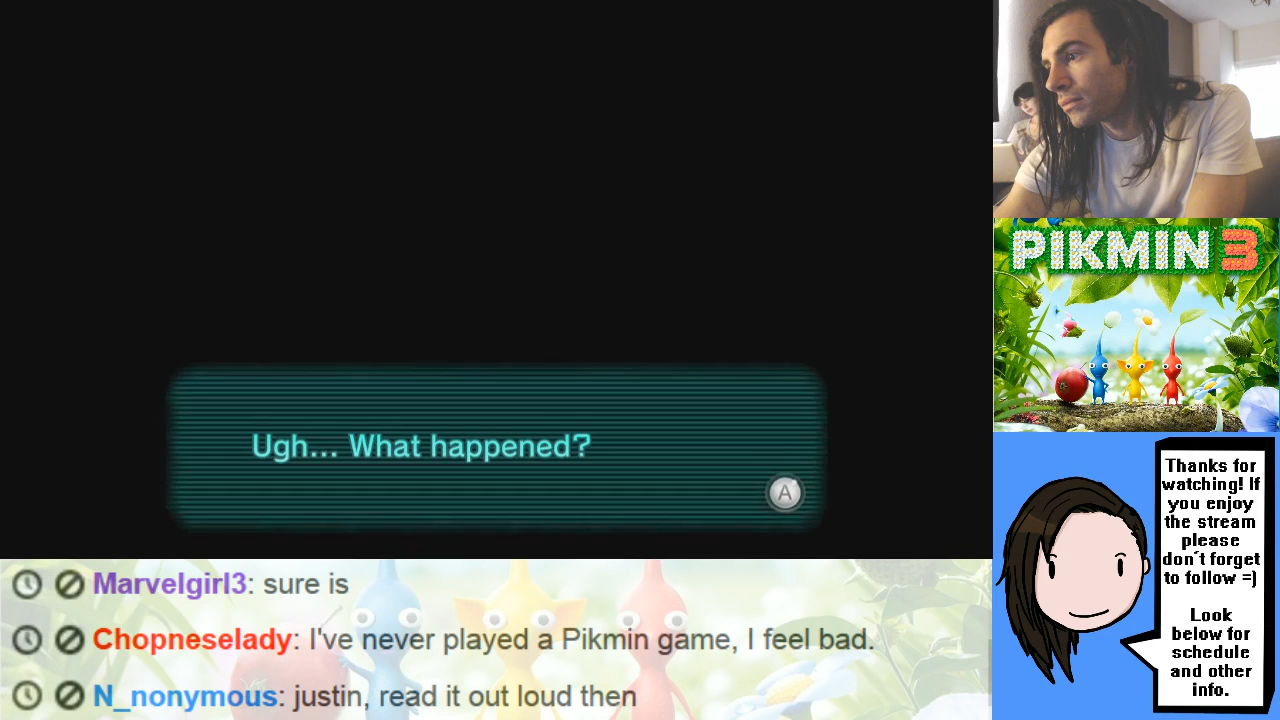 Ugh... What happened?
A
Marvelgirl3: sure is
Chopneselady: I've never played a Pikmin game, I feel bad.
N_nonymous: justin, read it out loud then
PIKMIN 3
Thanks for
watching! If
you enjoy
the stream
please
don´t forget
to follow =)
Look
below for
schedule
and other
info.